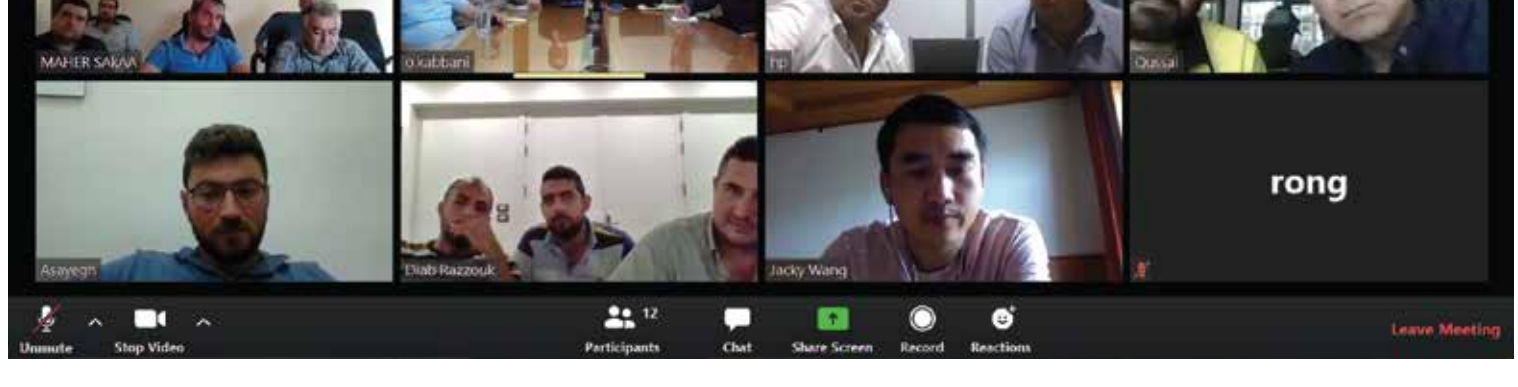 MAHER SAKAA
o.kabbani
hp
Qussai
Asayegh
Diab Razzouk
Jacky Wang
rong
12
Unmute
Stop Video
Participants
Chat
Share Screen
Record
Reactions
Leave Meeting